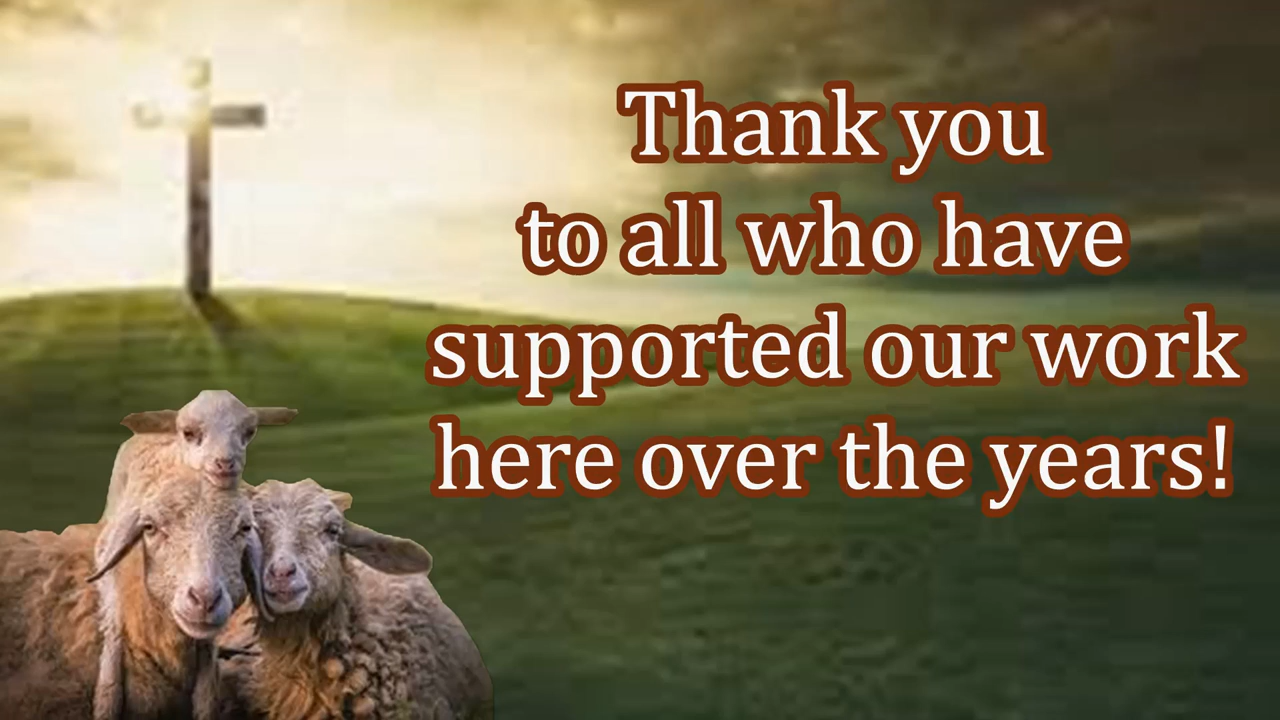 Thank you
to all who have
supported our work
here over the years!